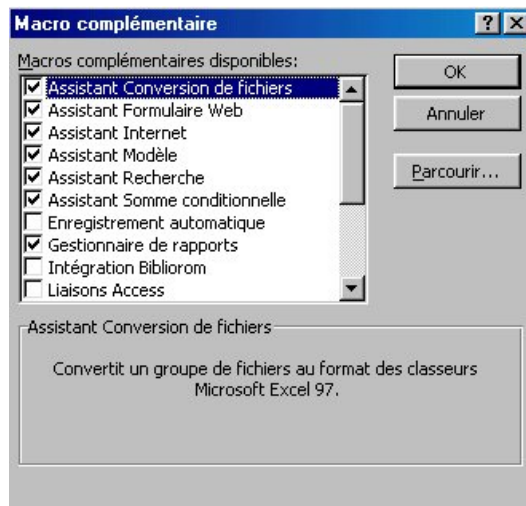 Macro complémentaire
Macros complémentaires disponibles:
Assistant Conversion de fichiers
Assistant Formulaire Web
Assistant Internet
Assistant Modèle
Assistant Recherche
Assistant Somme conditionnelle
Enregistrement automatique
Gestionnaire de rapports
Intégration Bibliorom
Liaisons Access
OK
Annuler
Parcourir...
Assistant Conversion de fichiers
Convertit un groupe de fichiers au format des classeurs
Microsoft Excel 97.